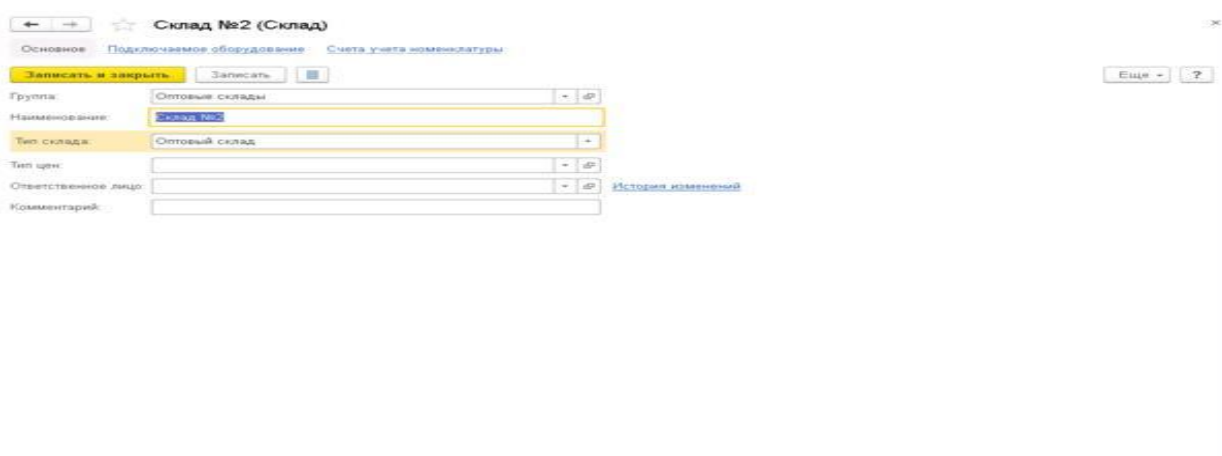 Склад №2 (Склад)
Основное Подключаемое оборудование Счета учета номенклатуры
Записать и закрыть Записать Еще ?
Группа: Оптовые склады
Наименование: Склад №2
Тип склада: Оптовый склад
Тип цен:
Ответственное лицо: История изменений
Комментарий: